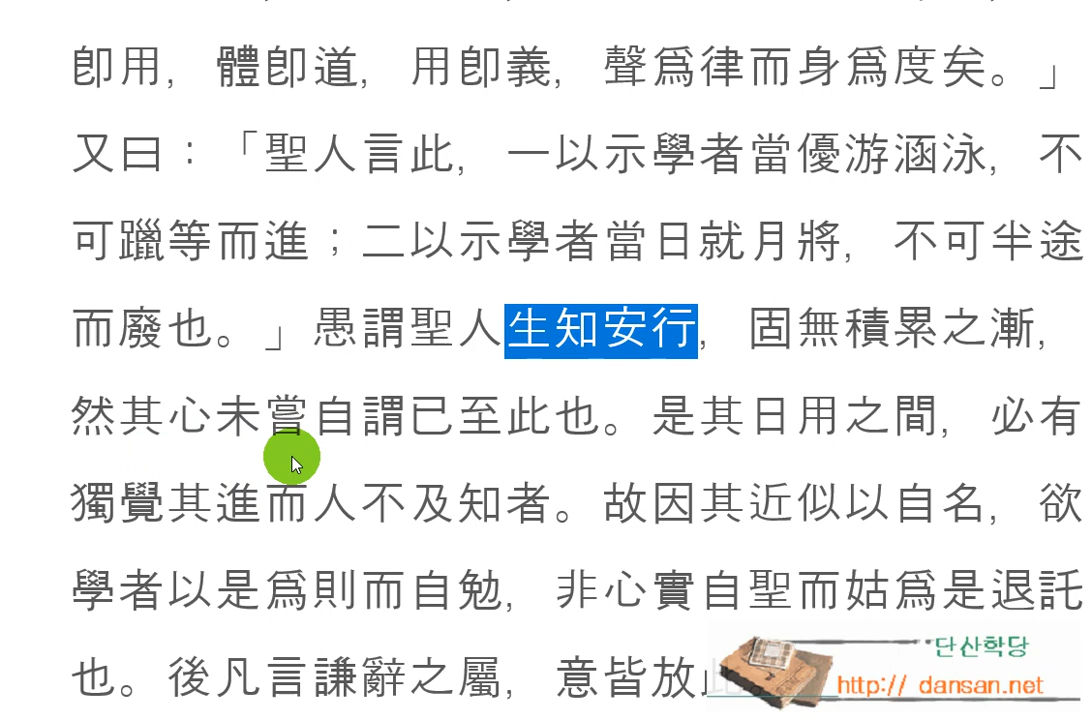 卽用, 體卽道, 用卽義, 聲爲律而身爲度矣。」
又曰：「聖人言此, 一以示學者當優游涵泳, 不
可躐等而進；二以示學者當日就月將, 不可半途
而廢也。」愚謂聖人生知安行, 固無積累之漸,
然其心未嘗自謂已至此也。是其日用之間, 必有
獨覺其進而人不及知者。故因其近似以自名, 欲
學者以是爲則而自勉, 非心實自聖而姑爲是退託
也。後凡言謙辭之屬, 意皆放此。
단산학당
http:// dansan.net